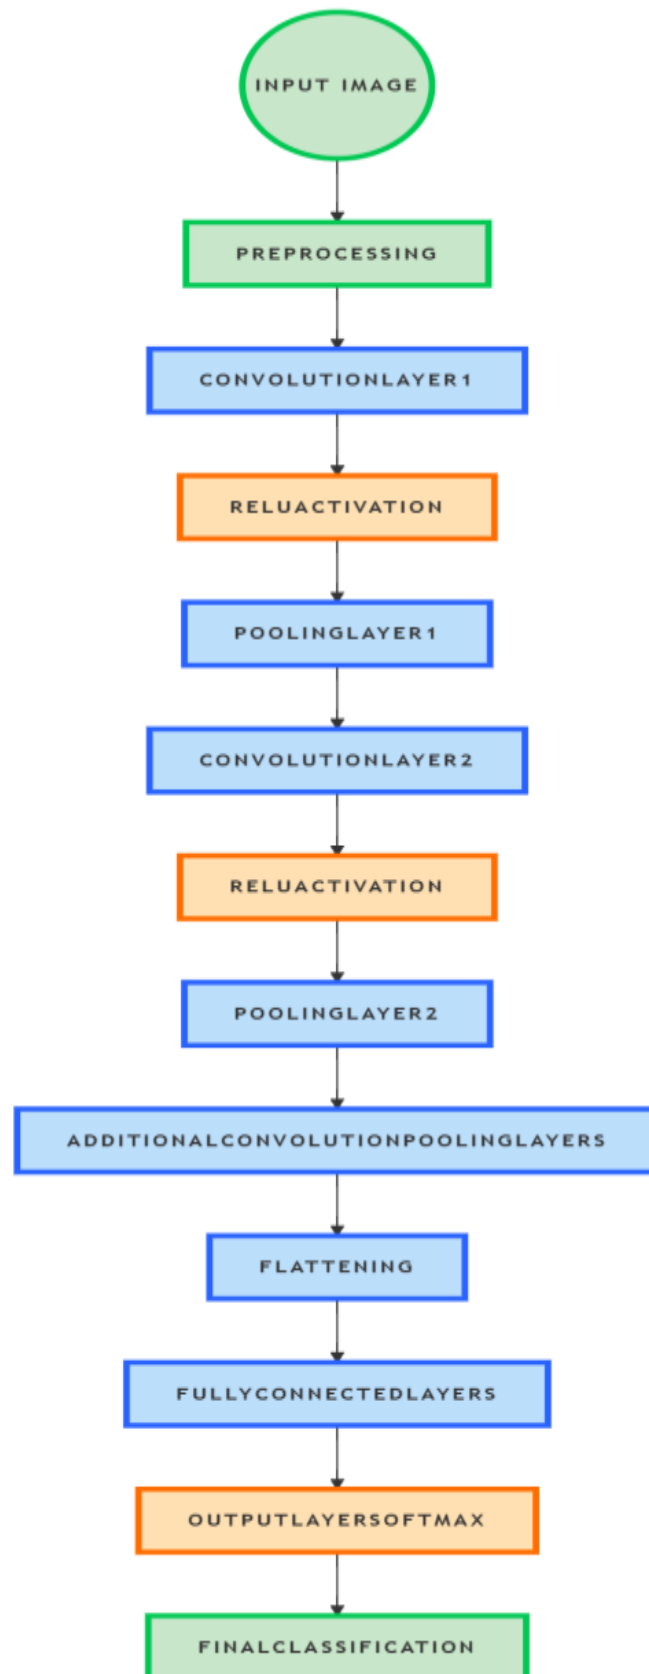 INPUT IMAGE
PREPROCESSING
CONVOLUTIONLAYER1
RELUACTIVATION
POOLINGLAYER1
CONVOLUTIONLAYER2
RELUACTIVATION
POOLINGLAYER2
ADDITIONALCONVOLUTIONPOOLINGLAYERS
FLATTENING
FULLYCONNECTEDLAYERS
OUTPUTLAYERSOFTMAX
FINALCLASSIFICATION